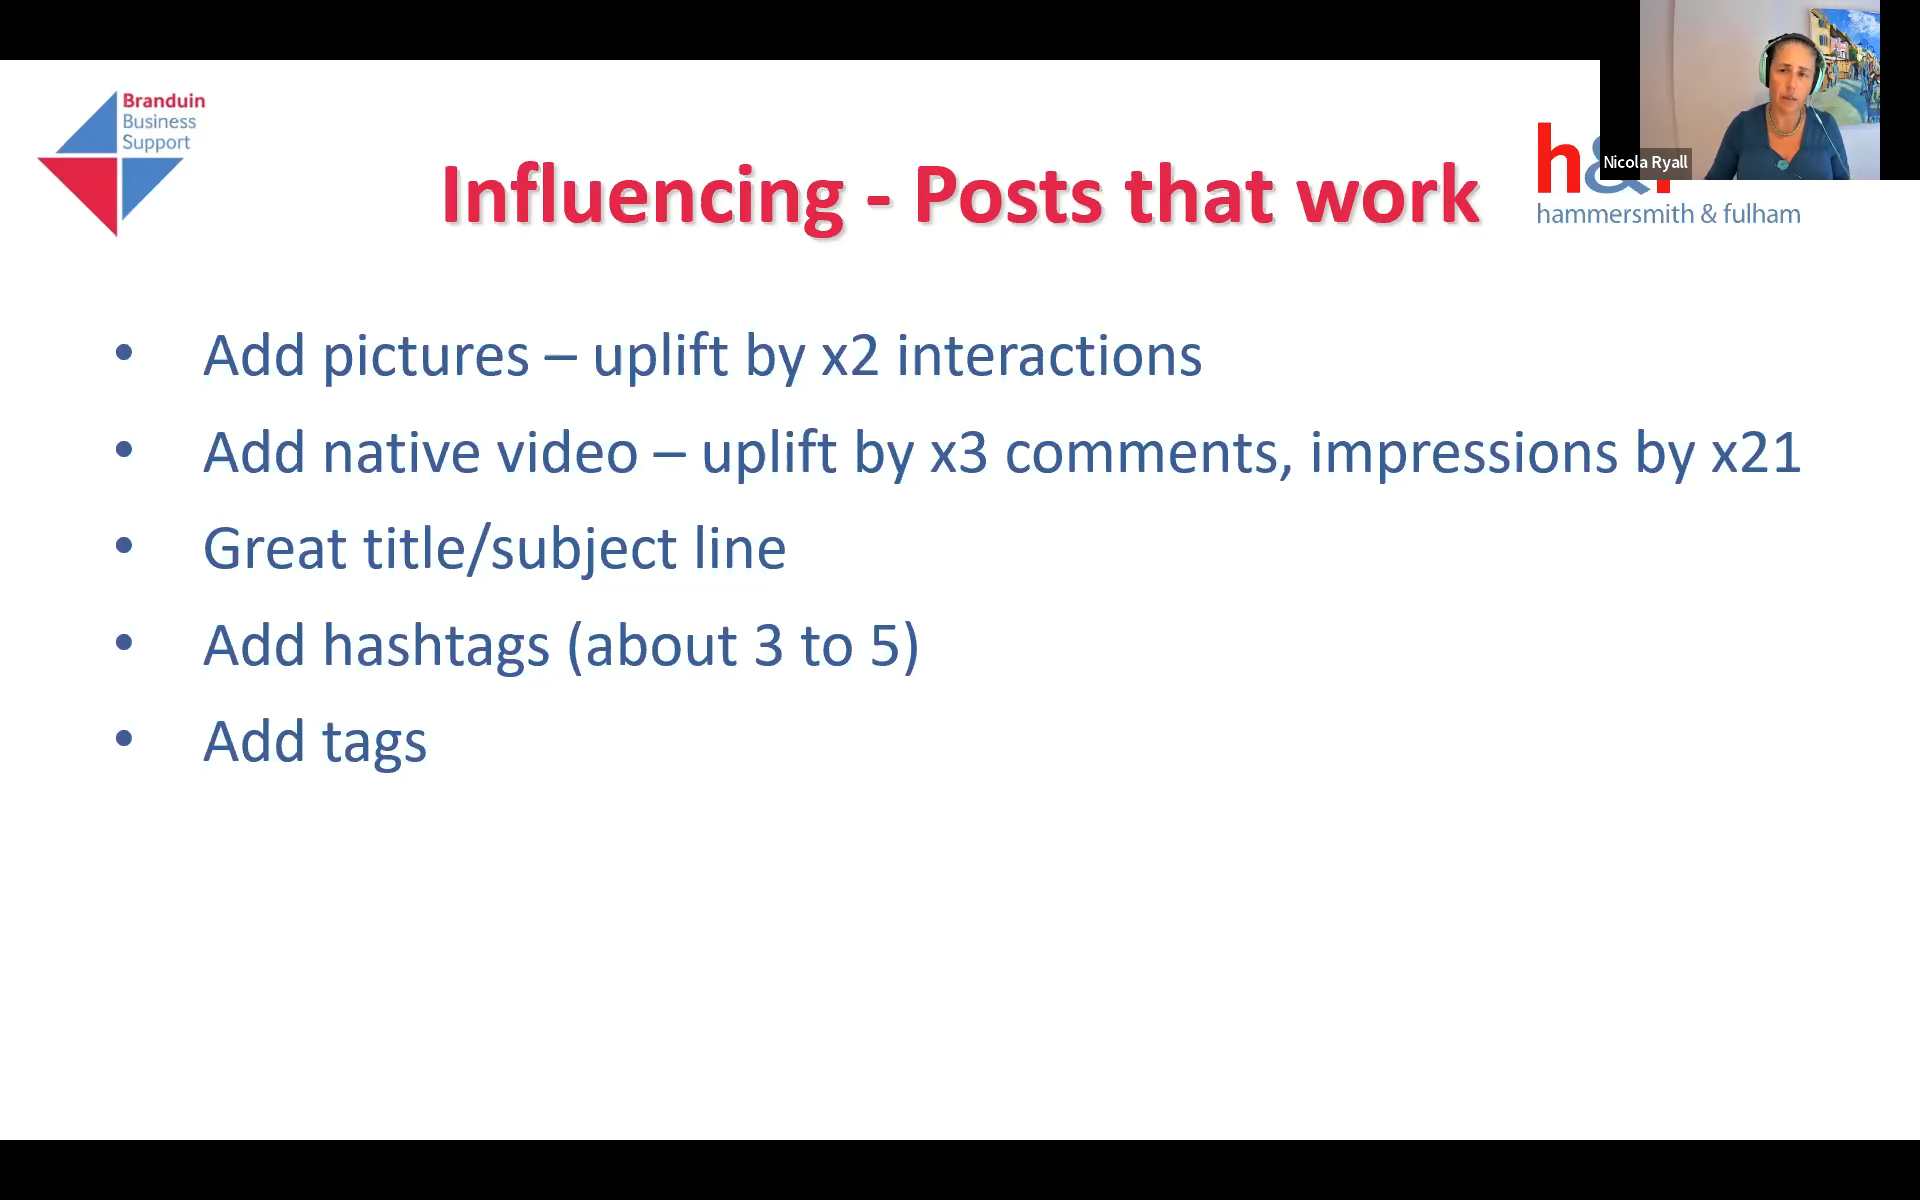 Branduin
Business
Support
Influencing - Posts that work
Nicola Ryall
hammersmith & fulham
• Add pictures – uplift by x2 interactions
• Add native video – uplift by x3 comments, impressions by x21
• Great title/subject line
• Add hashtags (about 3 to 5)
• Add tags